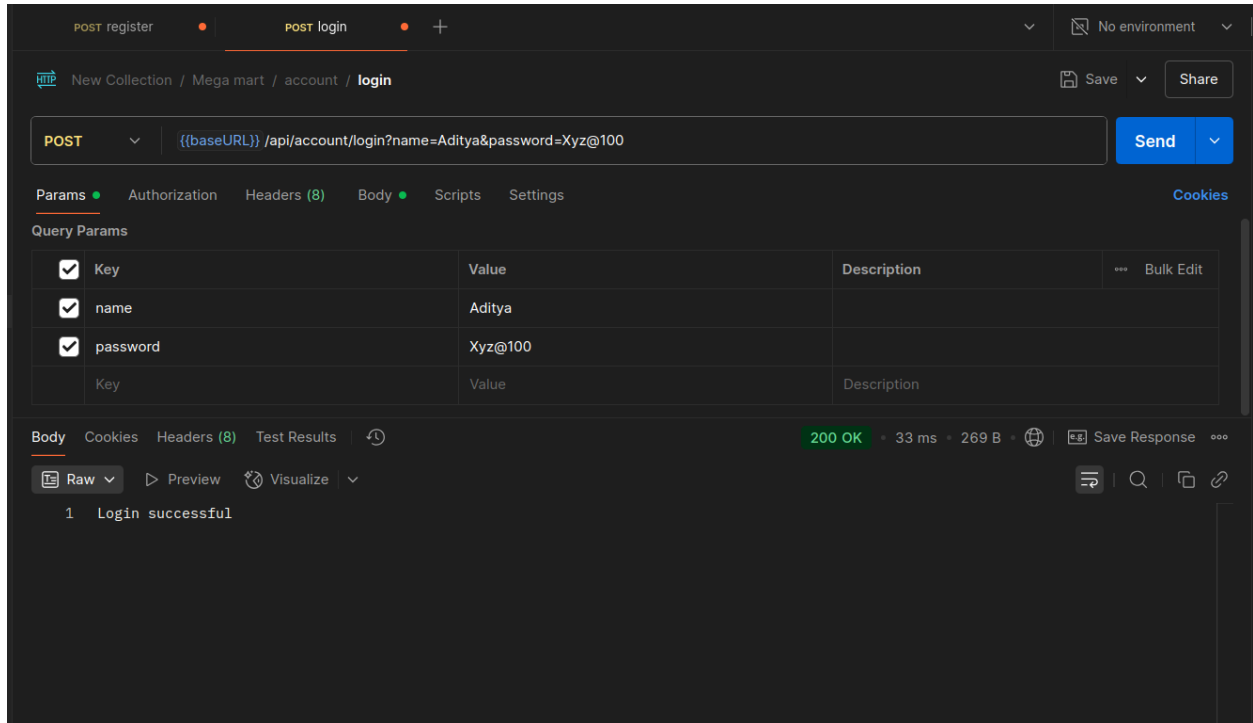 POST register POST login No environment
HTTP New Collection / Mega mart / account / login Save Share
POST {{baseURL}} /api/account/login?name=Aditya&password=Xyz@100 Send
Params Authorization Headers (8) Body Scripts Settings Cookies
Query Params
Key Value Description Bulk Edit
name Aditya
password Xyz@100
Key Value Description
Body Cookies Headers (8) Test Results 200 OK 33 ms 269 B e.g. Save Response
Raw Preview Visualize
1 Login successful